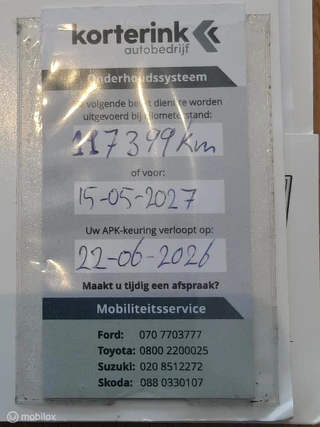 korterink
autobedrijf
Onderhoudssysteem
volgende beurt dient te worden
uitgevoerd bij kilometerstand:
117399 Km
of voor:
15-05-2027
Uw APK-keuring verloopt op:
22-06-2026
Maakt u tijdig een afspraak?
Mobiliteitsservice
Ford: 070 7703777
Toyota: 0800 2200025
Suzuki: 020 8512272
Skoda: 088 0330107
mobilox